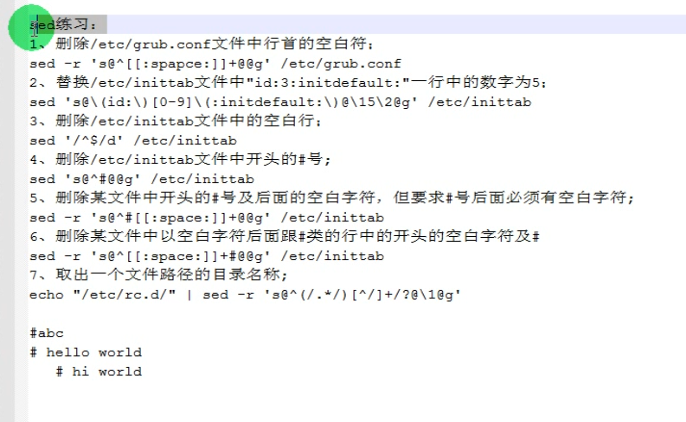 sed练习:
1、删除/etc/grub.conf文件中行首的空白符;
sed -r 's@^[[:spapce:]]+@@g' /etc/grub.conf
2、替换/etc/inittab文件中"id:3:initdefault:"一行中的数字为5;
sed 's@\(id:\)[0-9]\(:initdefault:\)@\15\2@g' /etc/inittab
3、删除/etc/inittab文件中的空白行;
sed '/^$/d' /etc/inittab
4、删除/etc/inittab文件中开头的#号;
sed 's@^#@@g' /etc/inittab
5、删除某文件中开头的#号及后面的空白字符，但要求#号后面必须有空白字符;
sed -r 's@^#[[:space:]]+@@g' /etc/inittab
6、删除某文件中以空白字符后面跟#类的行中的开头的空白字符及#
sed -r 's@^[[:space:]]+#@@g' /etc/inittab
7、取出一个文件路径的目录名称;
echo "/etc/rc.d/" | sed -r 's@^(/.*/)[^/]+/?@\1@g'
#abc
# hello world
# hi world